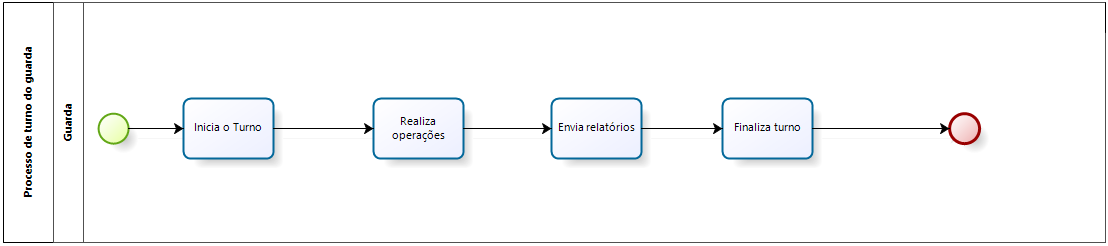 Processo de turno do guarda
Guarda
Inicia o Turno
Realiza
operações
Envia relatórios
Finaliza turno